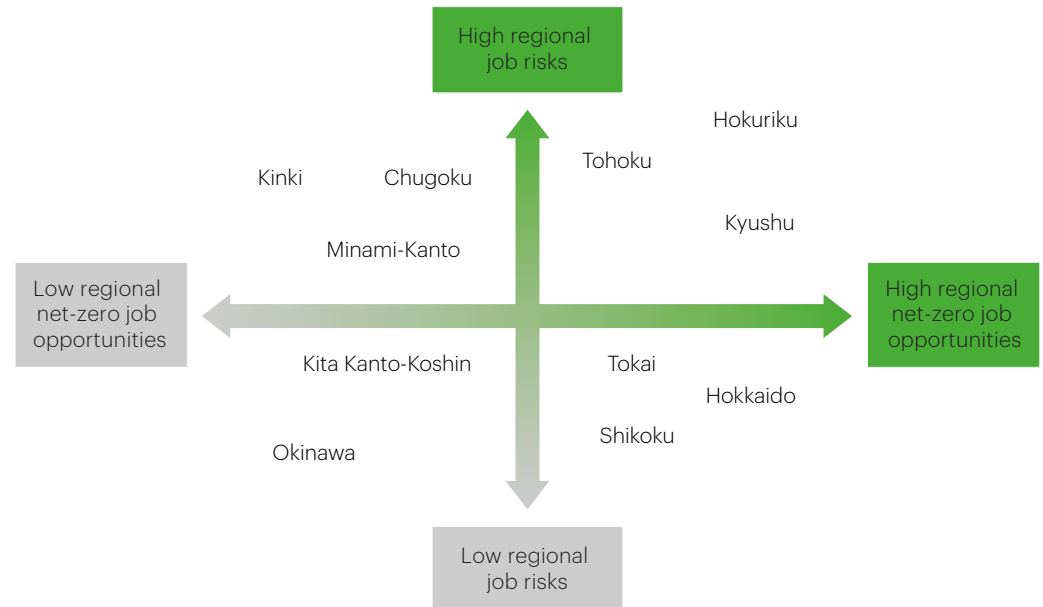 High regional
job risks
Hokuriku
Tohoku
Kinki
Chugoku
Kyushu
Minami-Kanto
Low regional
net-zero job
opportunities
High regional
net-zero job
opportunities
Kita Kanto-Koshin
Tokai
Hokkaido
Shikoku
Okinawa
Low regional
job risks